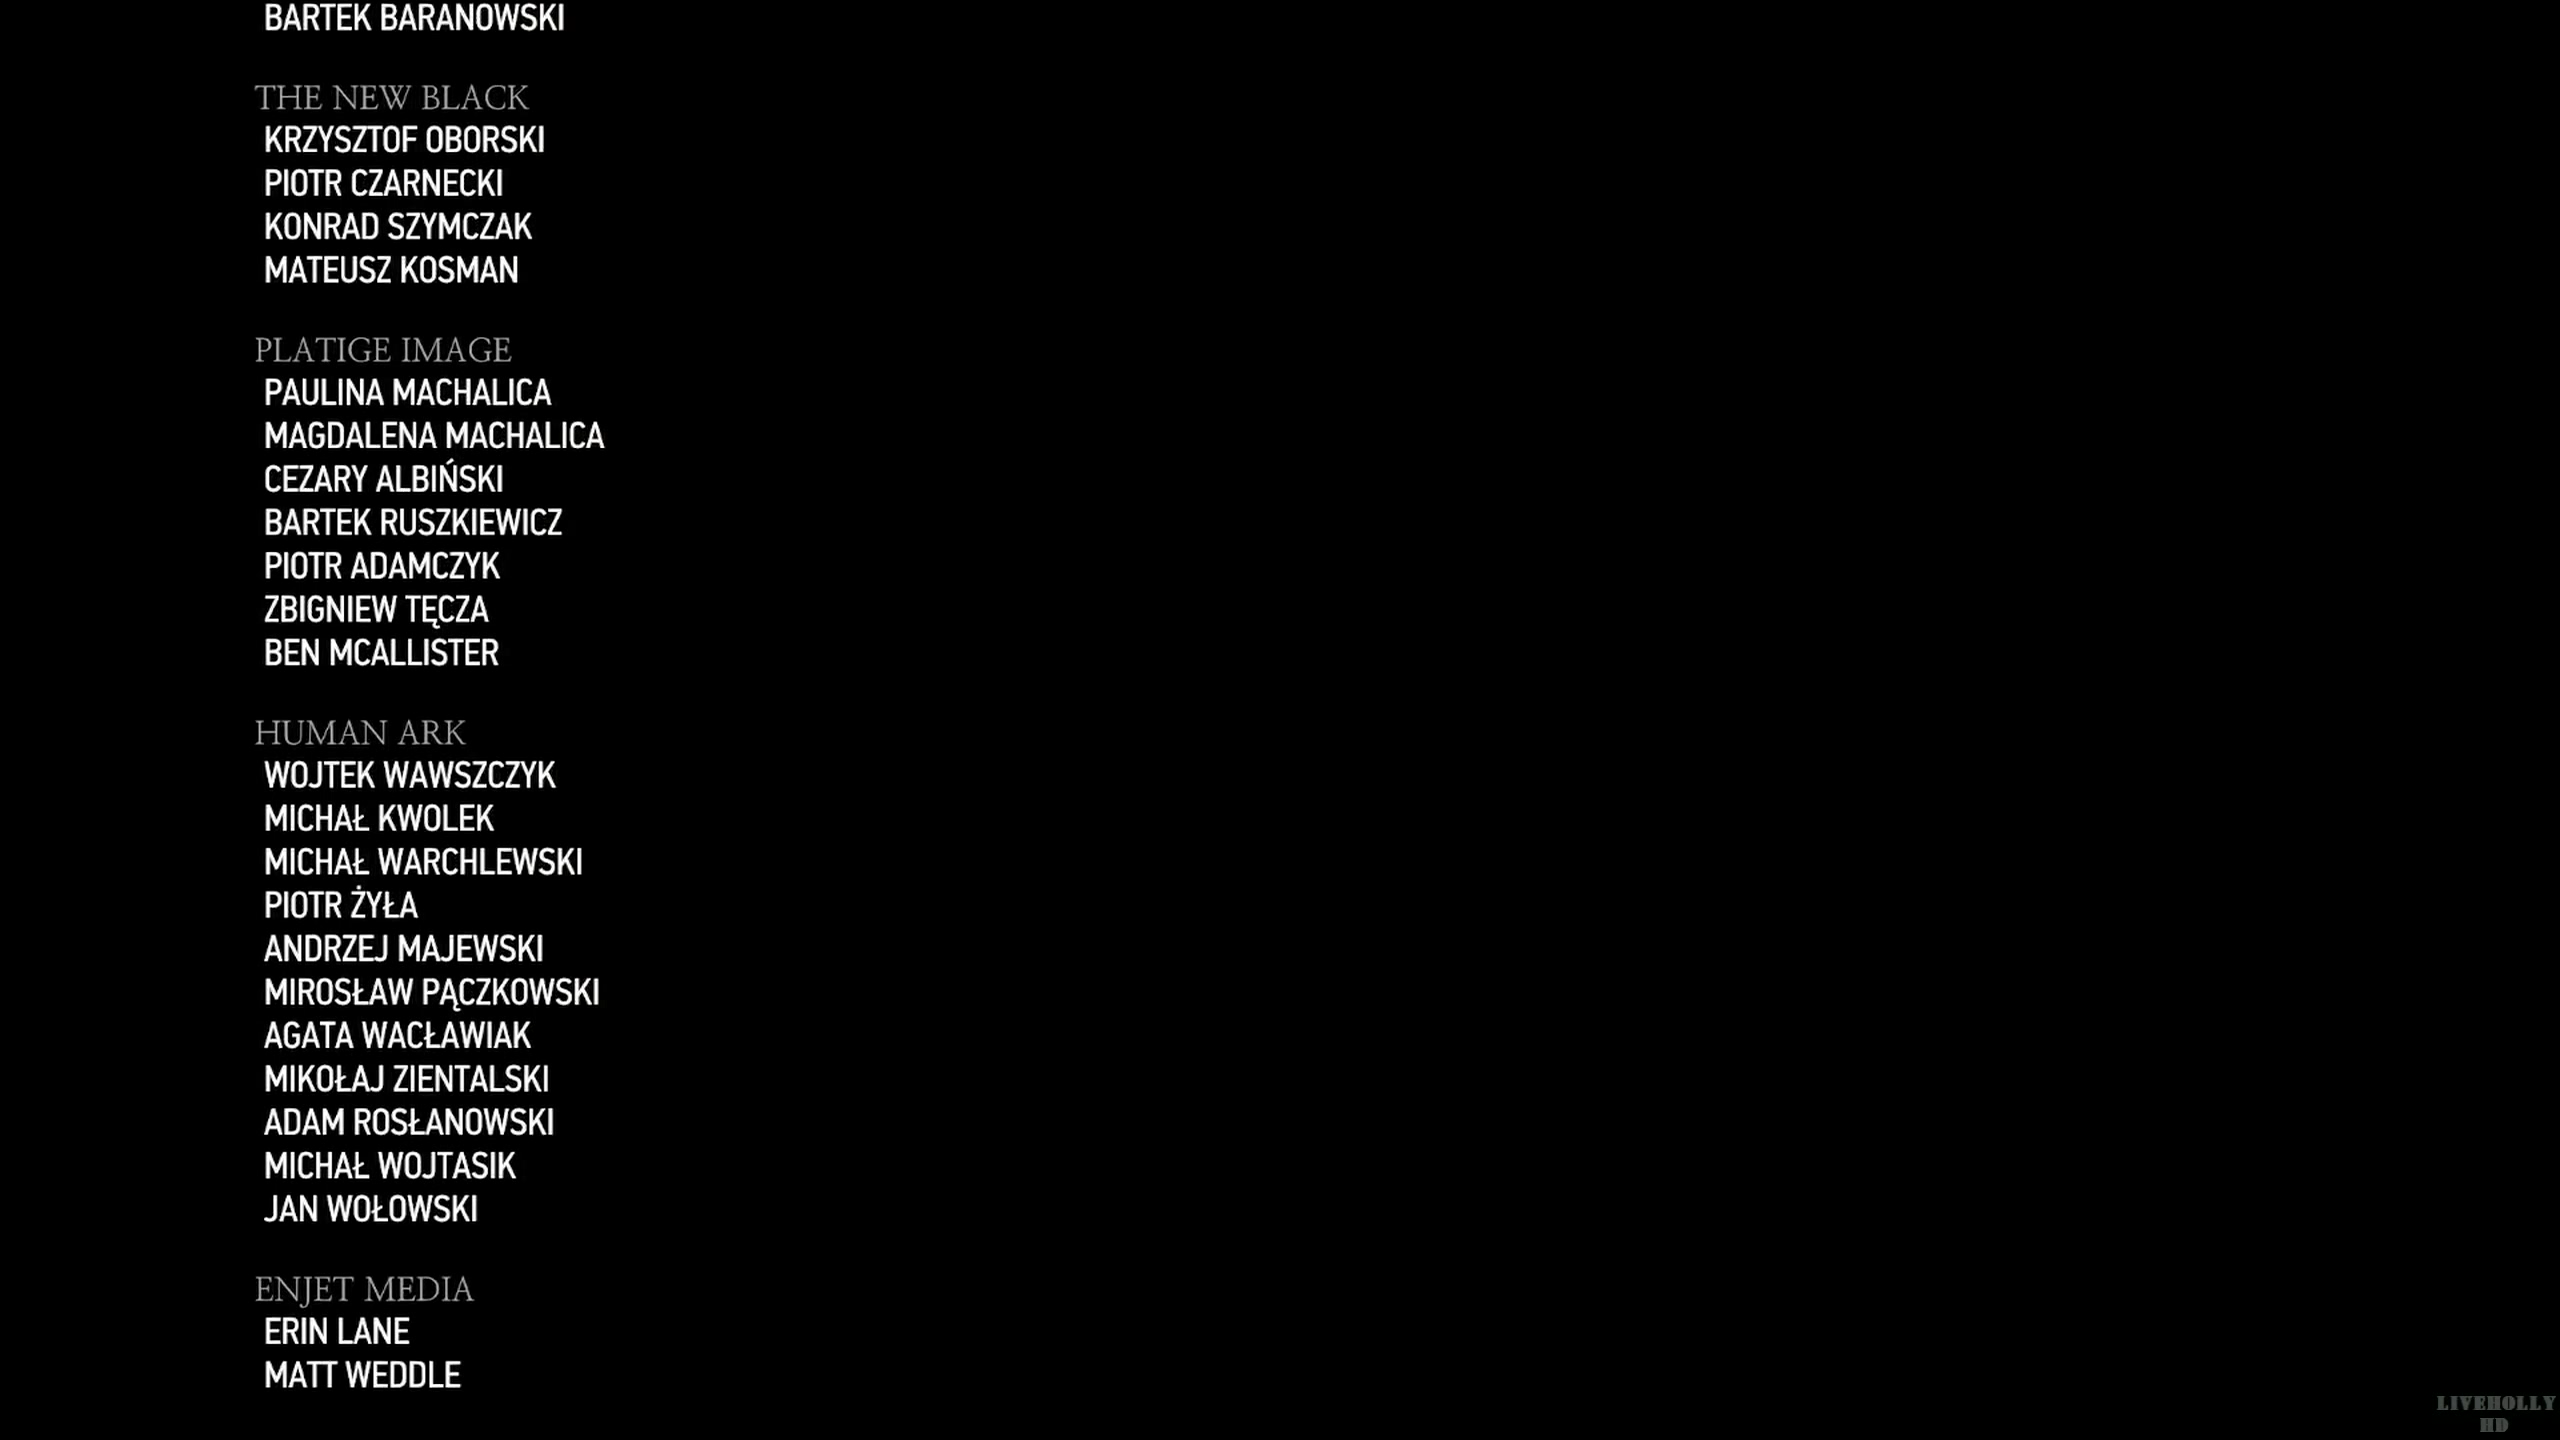 BARTEK BARANOWSKI
THE NEW BLACK
KRZYSZTOF OBORSKI
PIOTR CZARNECKI
KONRAD SZYMCZAK
MATEUSZ KOSMAN
PLATIGE IMAGE
PAULINA MACHALICA
MAGDALENA MACHALICA
CEZARY ALBIŃSKI
BARTEK RUSZKIEWICZ
PIOTR ADAMCZYK
ZBIGNIEW TĘCZA
BEN MCALLISTER
HUMAN ARK
WOJTEK WAWSZCZYK
MICHAŁ KWOLEK
MICHAŁ WARCHLEWSKI
PIOTR ŻYŁA
ANDRZEJ MAJEWSKI
MIROSŁAW PĄCZKOWSKI
AGATA WACŁAWIAK
MIKOŁAJ ZIENTALSKI
ADAM ROSŁANOWSKI
MICHAŁ WOJTASIK
JAN WOŁOWSKI
ENJET MEDIA
ERIN LANE
MATT WEDDLE
LIVEHOLLY
HD